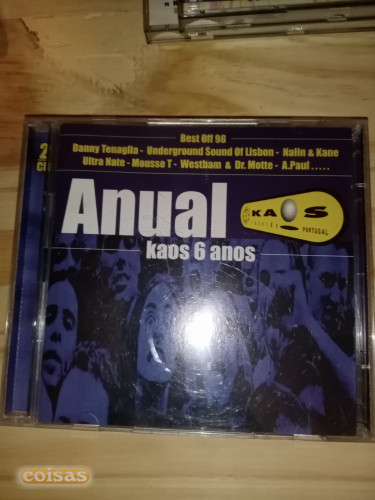 2
CD
Best Off 98
Danny Tenaglia - Underground Sound Of Lisbon - Nalin & Kane
Ultra Nate - Mousse T - Westbam & Dr. Motte - A.Paul .....
Anual
KAOS
PORTUGAL
kaos 6 anos
coisas